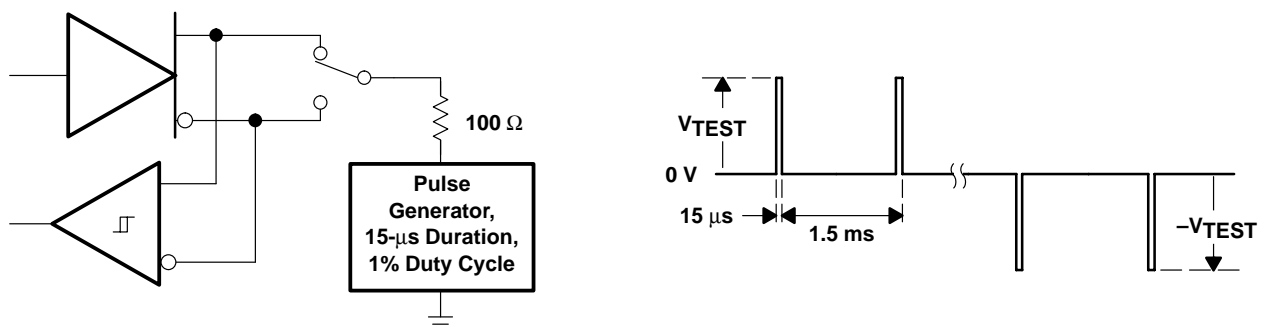 100 Ω
Pulse
Generator,
15-μs Duration,
1% Duty Cycle
VTEST
0 V
15 μs
1.5 ms
–VTEST